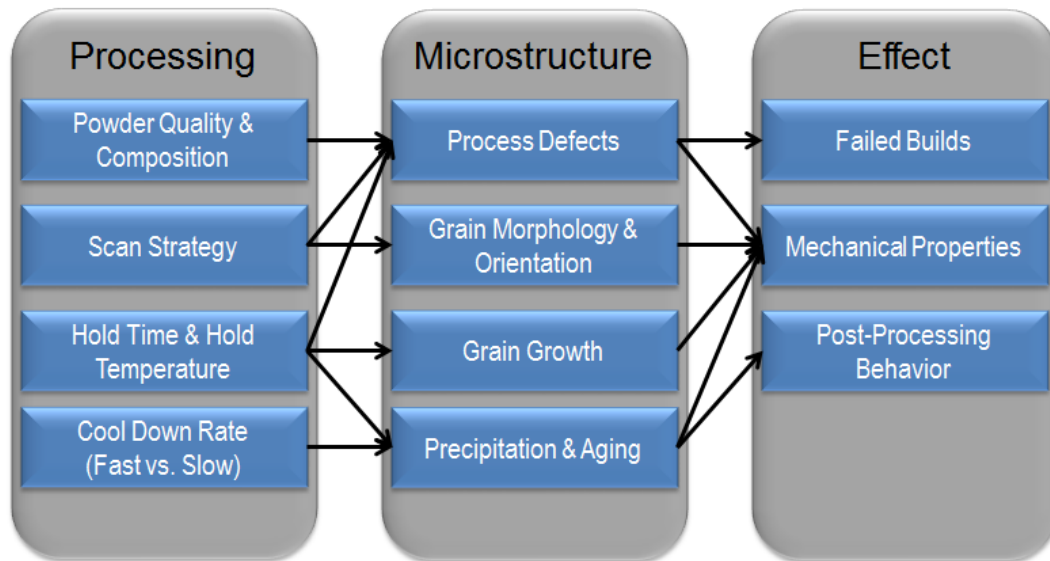 Processing
Powder Quality &
Composition
Scan Strategy
Hold Time & Hold
Temperature
Cool Down Rate
(Fast vs. Slow)
Microstructure
Process Defects
Grain Morphology &
Orientation
Grain Growth
Precipitation & Aging
Effect
Failed Builds
Mechanical Properties
Post-Processing
Behavior